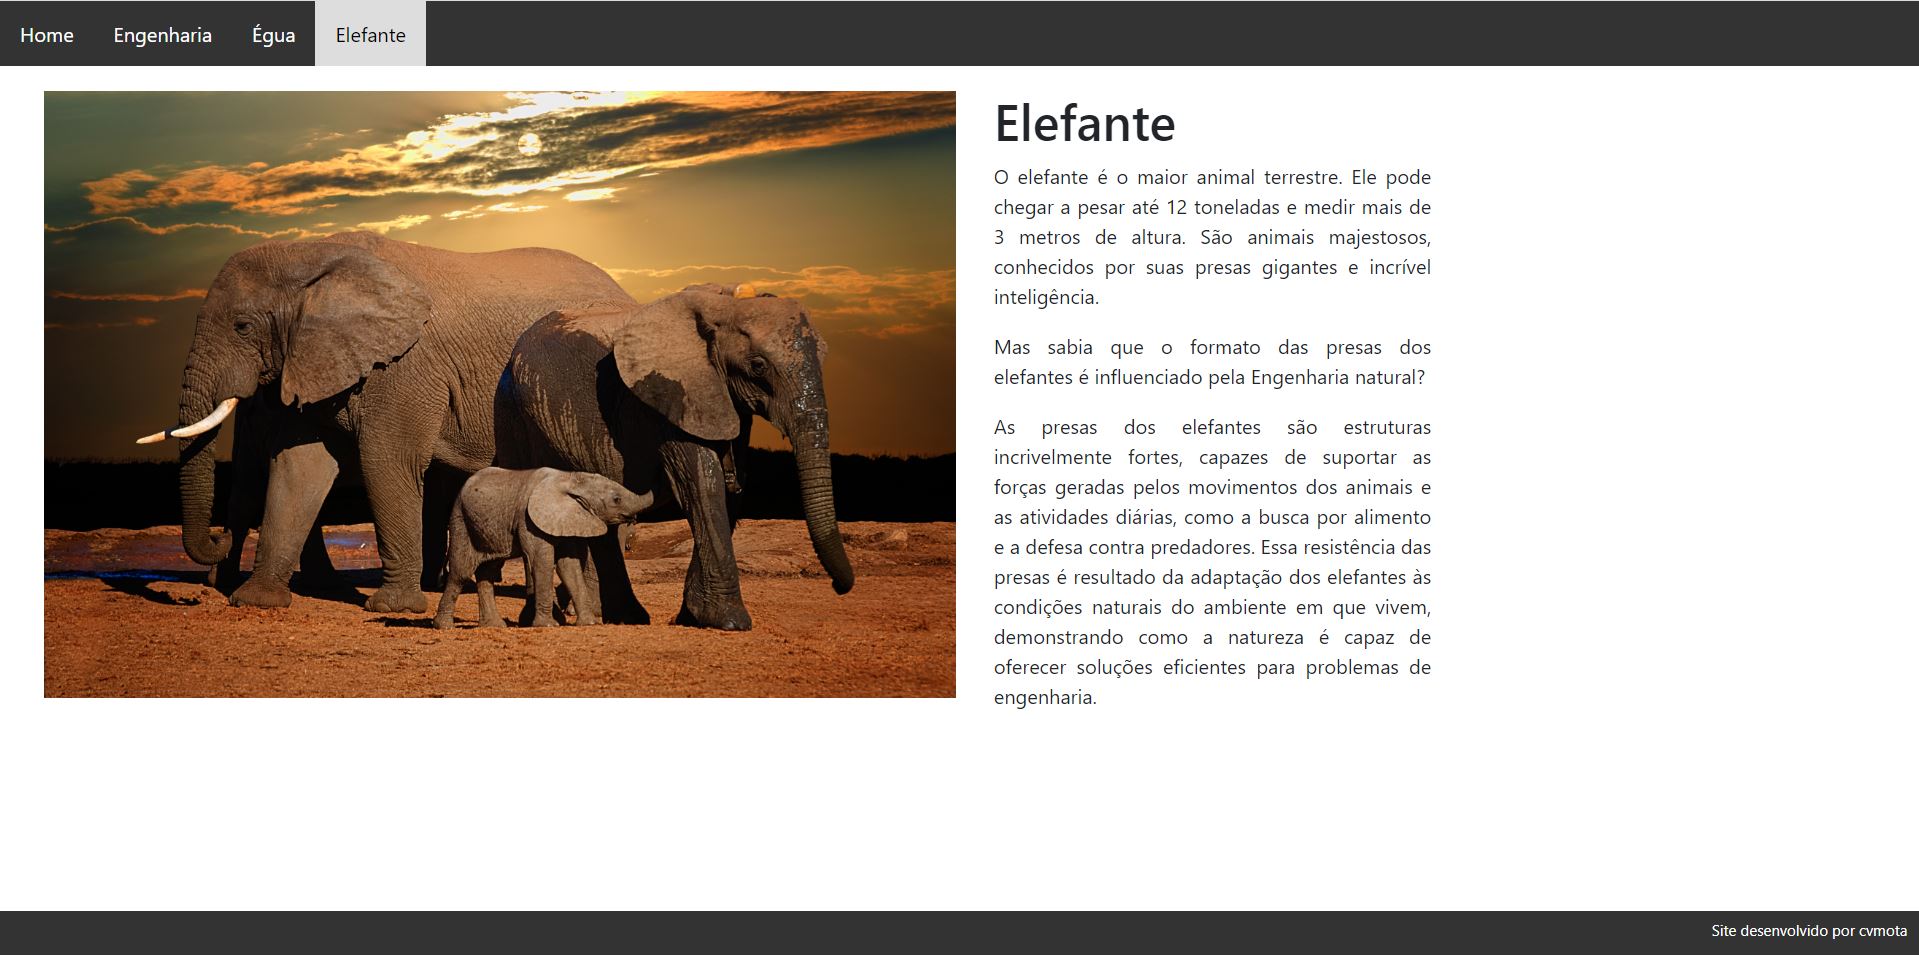 Home
Engenharia
Égua
Elefante
Elefante
O elefante é o maior animal terrestre. Ele pode
chegar a pesar até 12 toneladas e medir mais de
3 metros de altura. São animais majestosos,
conhecidos por suas presas gigantes e incrível
inteligência.
Mas sabia que o formato das presas dos
elefantes é influenciado pela Engenharia natural?
As presas dos elefantes são estruturas
incrivelmente fortes, capazes de suportar as
forças geradas pelos movimentos dos animais e
as atividades diárias, como a busca por alimento
e a defesa contra predadores. Essa resistência das
presas é resultado da adaptação dos elefantes às
condições naturais do ambiente em que vivem,
demonstrando como a natureza é capaz de
oferecer soluções eficientes para problemas de
engenharia.
Site desenvolvido por cvmota